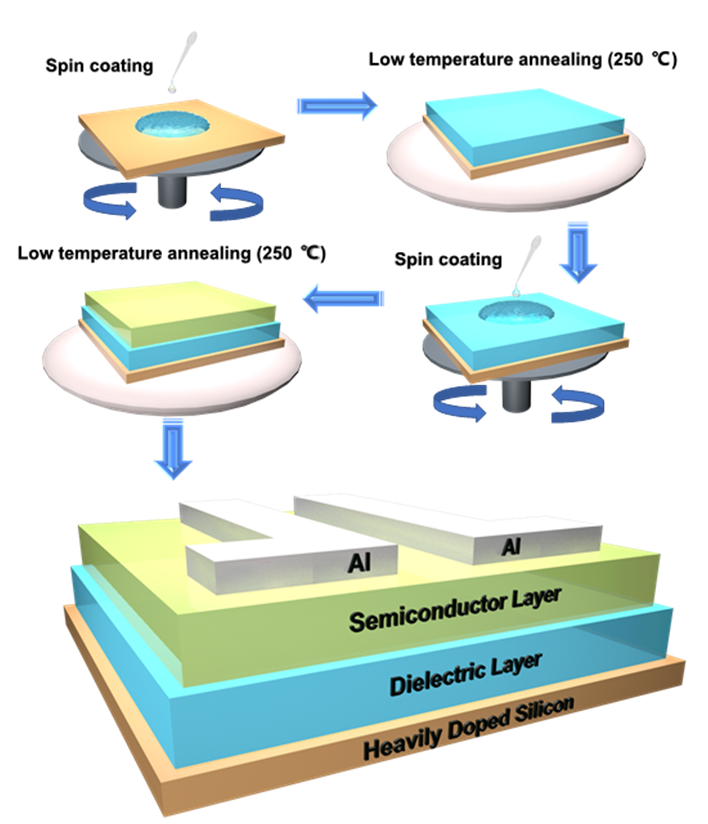 Spin coating
Low temperature annealing (250 ℃)
Low temperature annealing (250 ℃)
Spin coating
Al
Al
Semiconductor Layer
Dielectric Layer
Heavily Doped Silicon